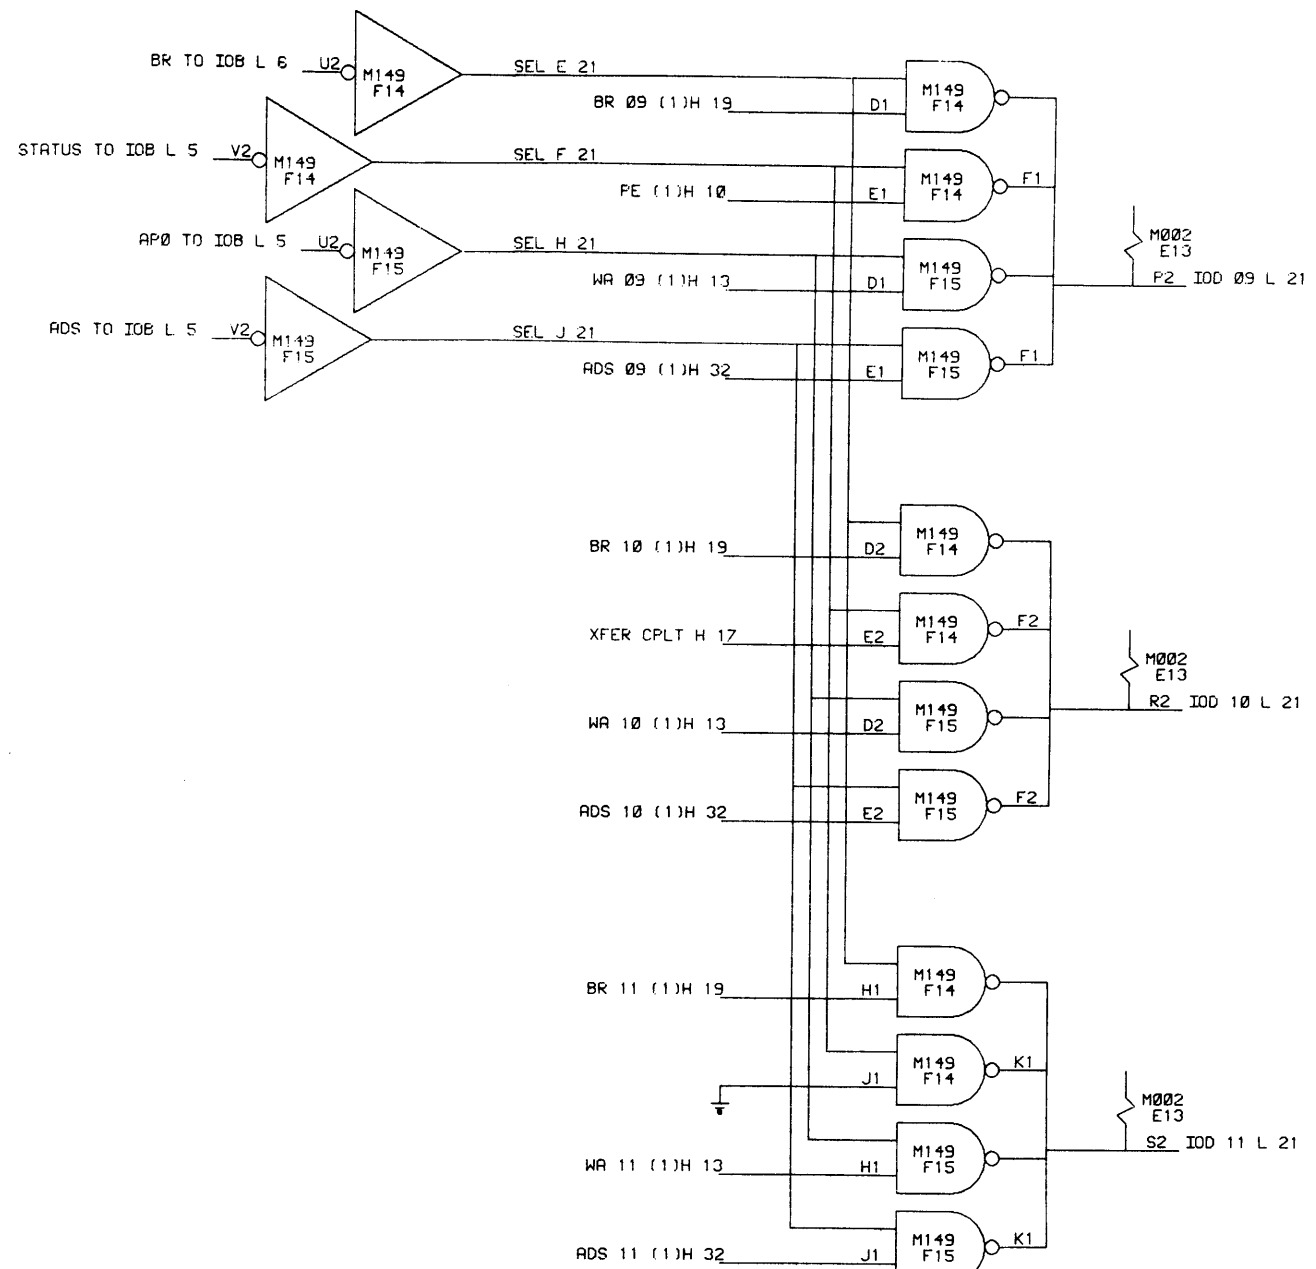 BR TO IOB L 6 U2 M149 F14 SEL E 21
BR 09 (1)H 19 D1 M149 F14
STATUS TO IOB L 5 V2 M149 F14 SEL F 21
PE (1)H 10 E1 M149 F14 F1
AP0 TO IOB L 5 U2 M149 F15 SEL H 21
WA 09 (1)H 13 D1 M149 F15
M002 E13
P2 IOD 09 L 21
ADS TO IOB L 5 V2 M149 F15 SEL J 21
ADS 09 (1)H 32 E1 M149 F15 F1
BR 10 (1)H 19 D2 M149 F14
XFER CPLT H 17 E2 M149 F14 F2
M002 E13
R2 IOD 10 L 21
WA 10 (1)H 13 D2 M149 F15
ADS 10 (1)H 32 E2 M149 F15 F2
BR 11 (1)H 19 H1 M149 F14
J1 M149 F14 K1
M002 E13
S2 IOD 11 L 21
WA 11 (1)H 13 H1 M149 F15
ADS 11 (1)H 32 J1 M149 F15 K1